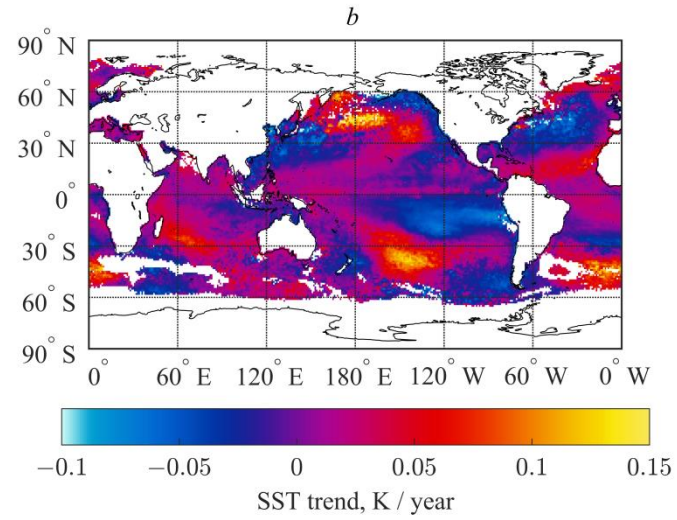 b
90° N
60° N
30° N
0°
30° S
60° S
90° S
0° 60° E 120° E 180° E 120° W 60° W 0° W
−0.1 −0.05 0 0.05 0.1 0.15
SST trend, K / year